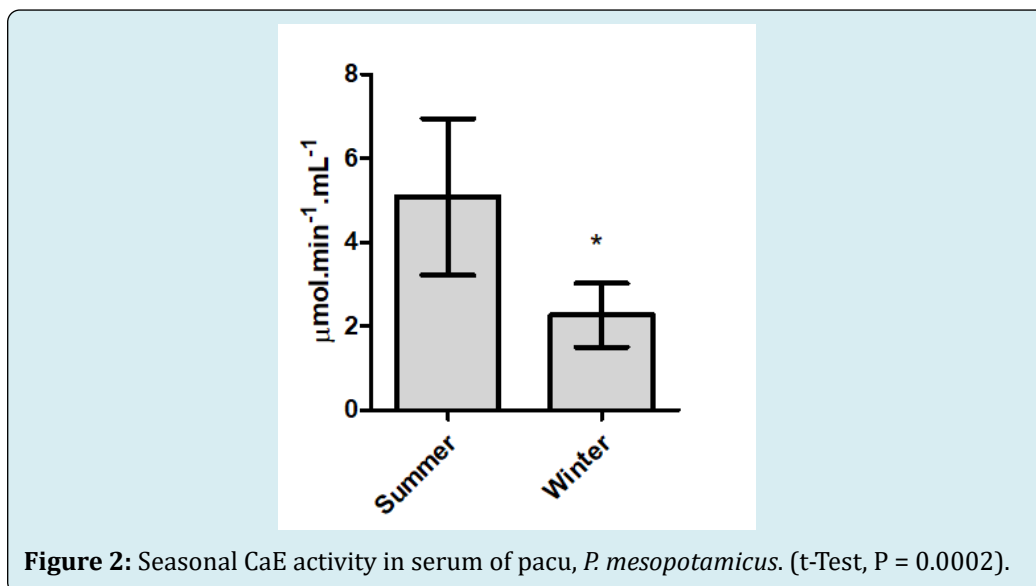 8
6
4
2
0
μmol.min⁻¹.mL⁻¹
*
Summer
Winter
Figure 2: Seasonal CaE activity in serum of pacu, P. mesopotamicus. (t-Test, P = 0.0002).